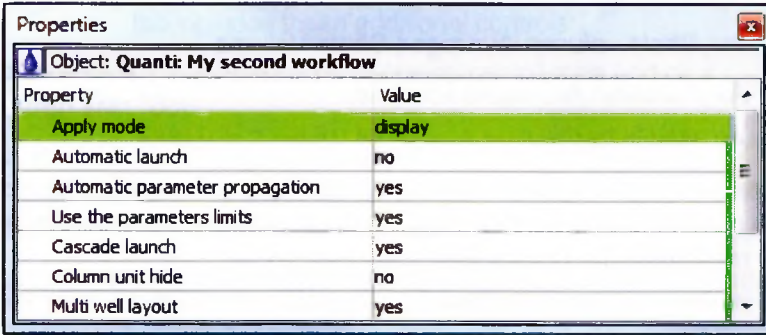 Properties
Object: Quanti: My second workflow
Property Value
Apply mode display
Automatic launch no
Automatic parameter propagation yes
Use the parameters limits yes
Cascade launch yes
Column unit hide no
Multi well layout yes